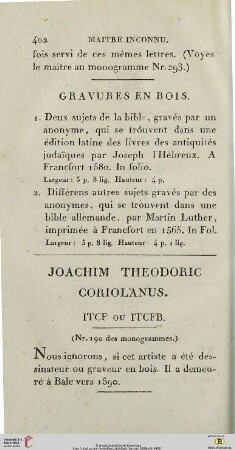 402 MAITRE INCONNU.
fois servi de ces mêmes lettres. (Voyez
le maitre au monogramme Nr. 293.)
GRAVURES EN BOIS.
1. Deux sujets de la bible, gravés par un
anonyme, qui se trouvent dans une
édition latine des livres des antiquités
judaïques par Joseph l'Hébreux. A
Francfort 1580. In folio.
Largeur: 5 p. 8 lig. Hauteur: 4 p.
2. Différens autres sujets gravés par des
anonymes, qui se trouvent dans une
bible allemande, par Martin Luther,
imprimée à Francfort en 1565. In Fol.
Largeur: 5 p. 8 lig. Hauteur: 4 p. 1 lig.
JOACHIM THEODORIC
CORIOLANUS.
ITCF OU ITCFB.
(Nr. 190 des monogrammes.)
Nous ignorons, si cet artiste a été des-
sinateur ou graveur en bois. Il a demeu-
ré à Bale vers 1590.